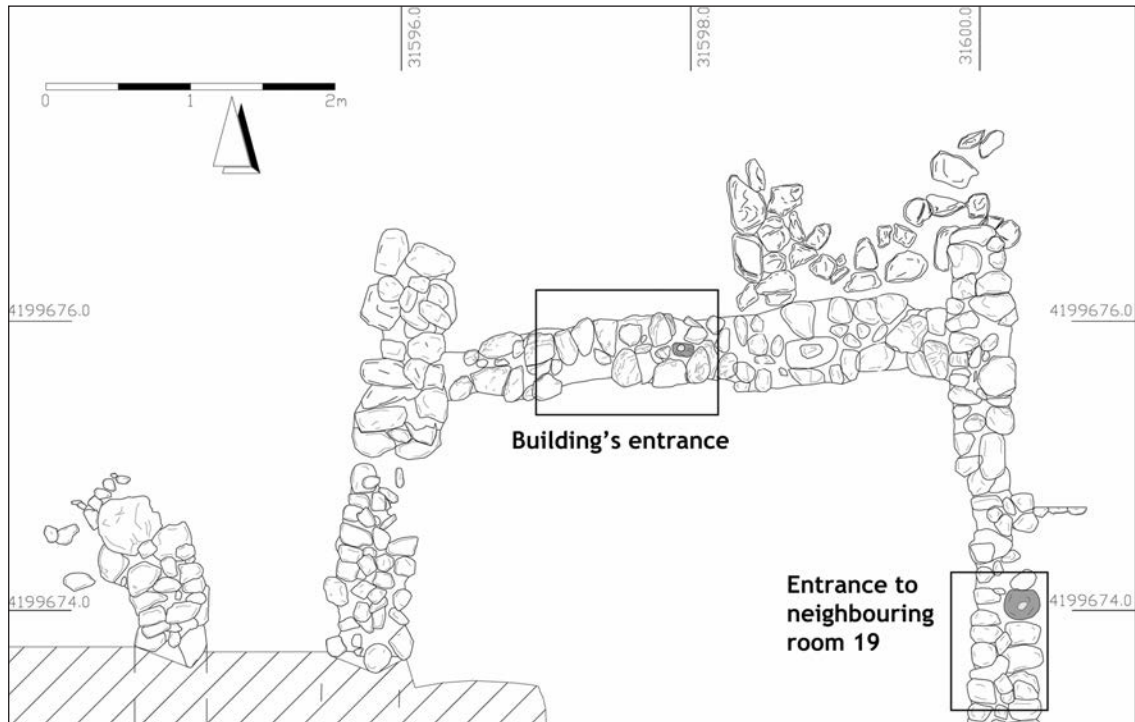 31596.0
31598.0
31600.0
0 1 2m
4199676.0
4199676.0
Building's entrance
Entrance to
neighbouring
room 19
4199674.0
4199674.0